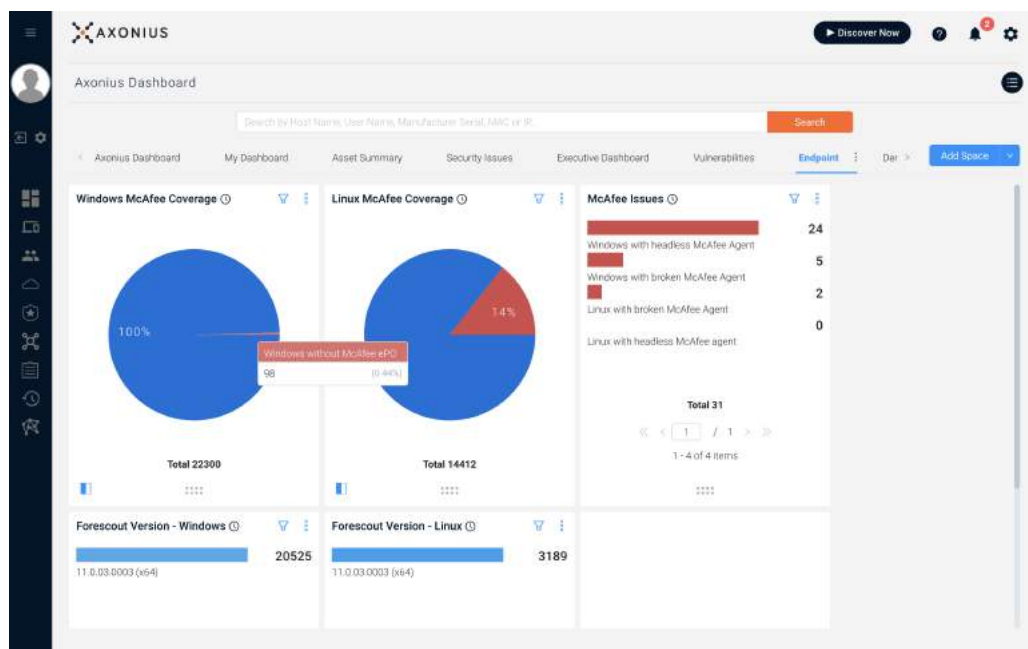 AXONIUS
Discover Now
?
2
Axonius Dashboard
Search by Host Name, User Name, Manufacturer Serial, MAC or IP...
Search
Axonius Dashboard
My Dashboard
Asset Summary
Security Issues
Executive Dashboard
Vulnerabilities
Endpoint
Der
Add Space
Windows McAfee Coverage
100%
Windows without McAfee ePO
98 (0.44%)
Total 22300
Linux McAfee Coverage
14%
Total 14412
McAfee Issues
24
Windows with headless McAfee Agent
5
Windows with broken McAfee Agent
2
Linux with broken McAfee Agent
0
Linux with headless McAfee agent
Total 31
1 / 1
1 - 4 of 4 items
Forescout Version - Windows
20525
11.0.03.0003 (x64)
Forescout Version - Linux
3189
11.0.03.0003 (x64)